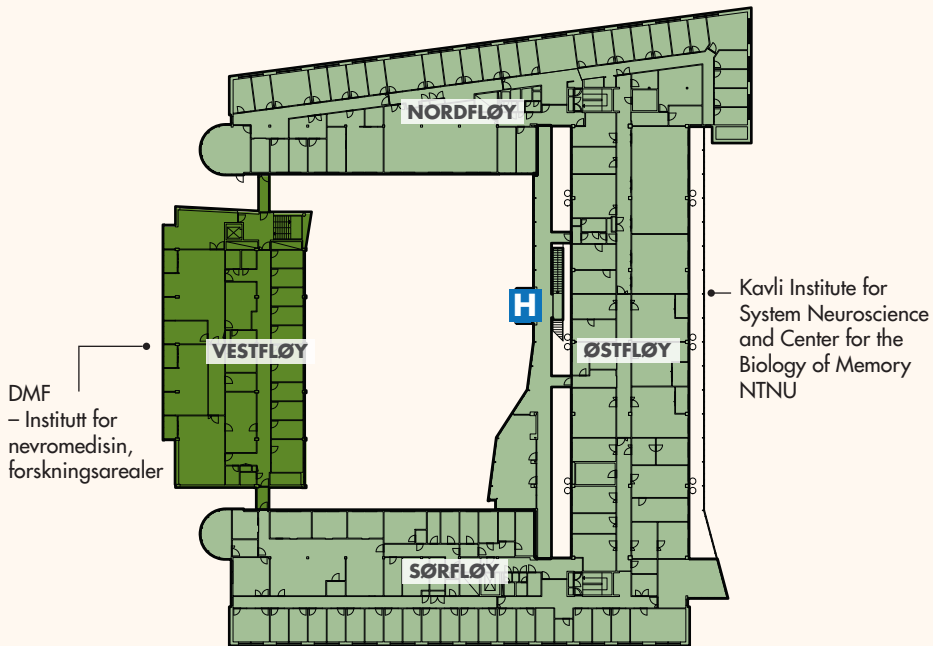 NORDFLØY
H
VESTFLØY
ØSTFLØY
Kavli Institute for
System Neuroscience
and Center for the
Biology of Memory
NTNU
DMF
– Institutt for
nevromedisin,
forskningsarealer
SØRFLØY